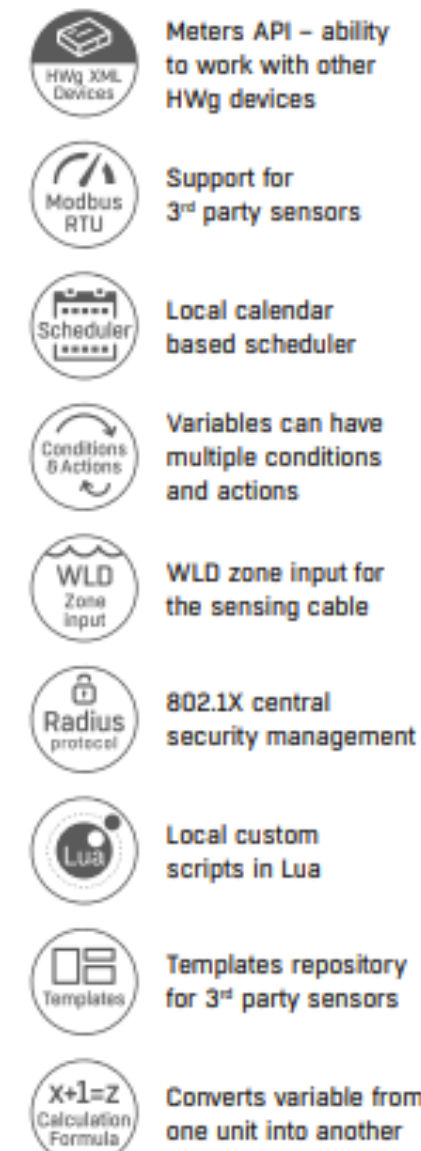 HWg XML
Devices
Meters API – ability
to work with other
HWg devices
Modbus
RTU
Support for
3rd party sensors
Scheduler
Local calendar
based scheduler
Conditions
& Actions
Variables can have
multiple conditions
and actions
WLD
Zone
input
WLD zone input for
the sensing cable
Radius
protocol
802.1X central
security management
Lua
Local custom
scripts in Lua
Templates
Templates repository
for 3rd party sensors
x+1=z
Calculation
Formula
Converts variable from
one unit into another